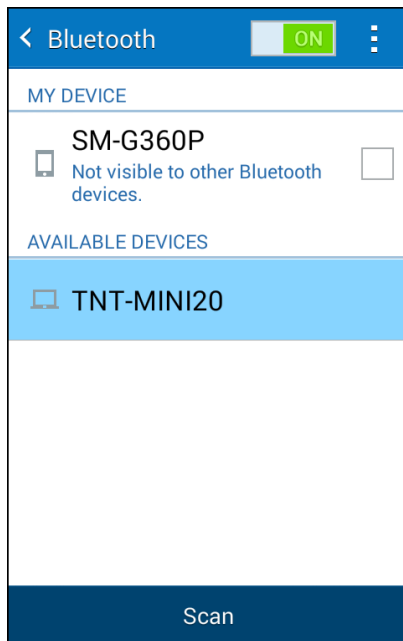 Bluetooth
ON
MY DEVICE
SM-G360P
Not visible to other Bluetooth
devices.
AVAILABLE DEVICES
TNT-MINI20
Scan